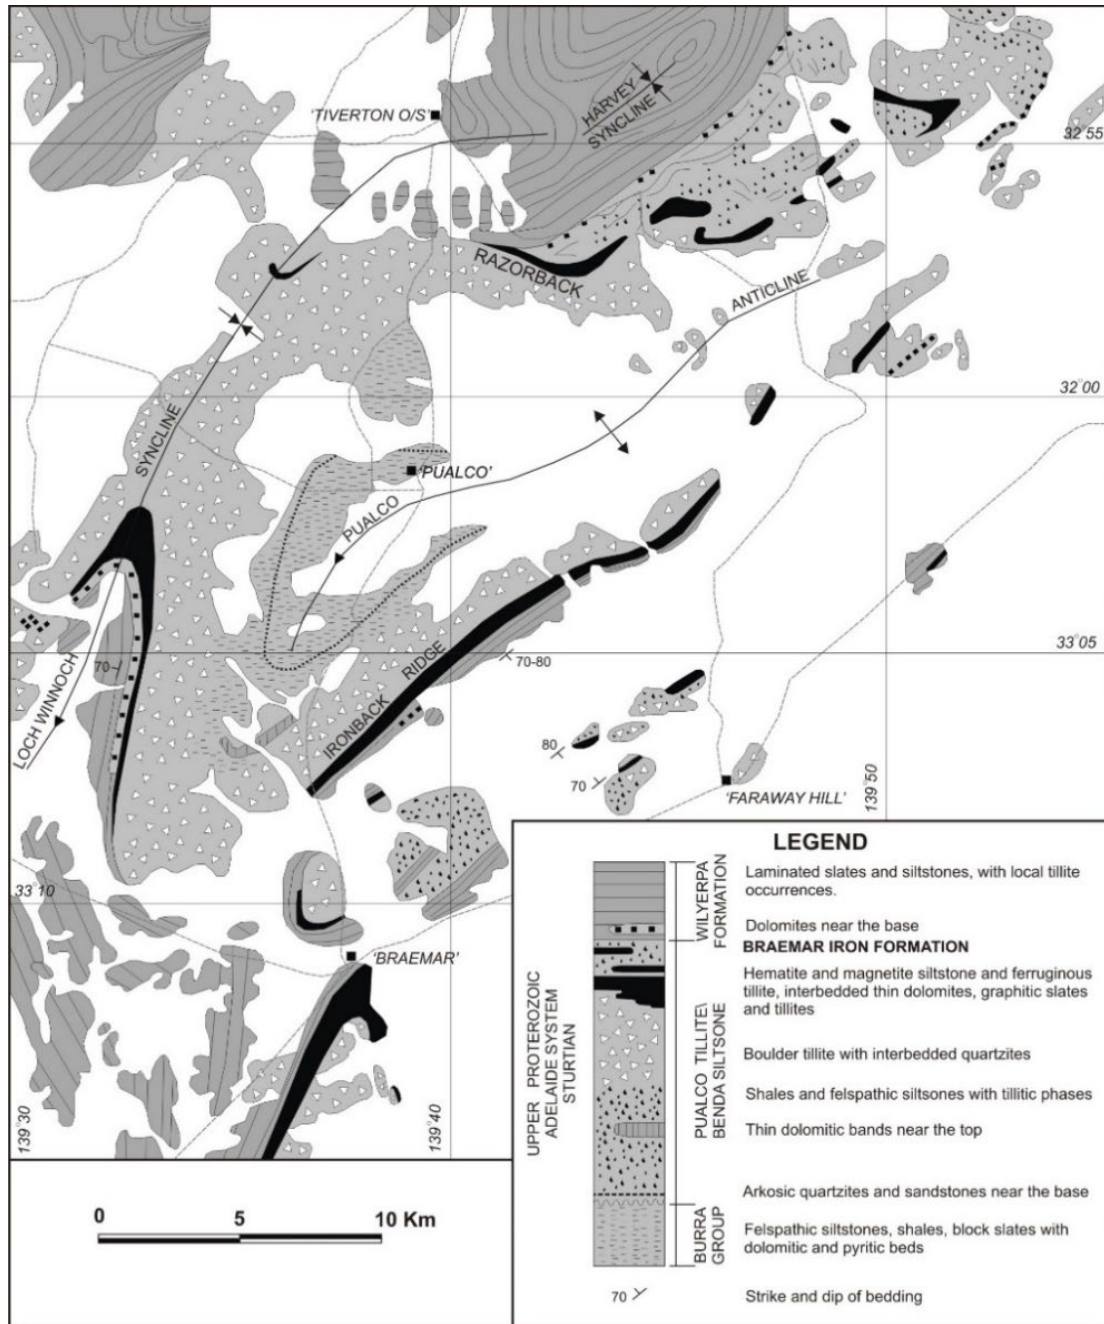 'TIVERTON O/S'
HARVEY
SYNCLINE
32°55
RAZORBACK
ANTICLINE
32°00
SYNCLINE
'PUALCO'
PUALCO
33°05
70
70-80
IRONBACK RIDGE
LOCH WINNOCH
80
70
'FARAWAY HILL'
139°50
33°10
'BRAEMAR'
139°30
139°40
0 5 10 Km
LEGEND
UPPER PROTEROZOIC
ADELAIDE SYSTEM
STURTIAN
WILYERPA
FORMATION
Laminated slates and siltstones, with local tillite
occurrences.
Dolomites near the base
BRAEMAR IRON FORMATION
PUALCO TILLITE\
BENDA SILTSONE
Hematite and magnetite siltstone and ferruginous
tillite, interbedded thin dolomites, graphitic slates
and tillites
Boulder tillite with interbedded quartzites
Shales and felspathic siltsones with tillitic phases
Thin dolomitic bands near the top
Arkosic quartzites and sandstones near the base
BURRA
GROUP
Felspathic siltstones, shales, block slates with
dolomitic and pyritic beds
70 Strike and dip of bedding